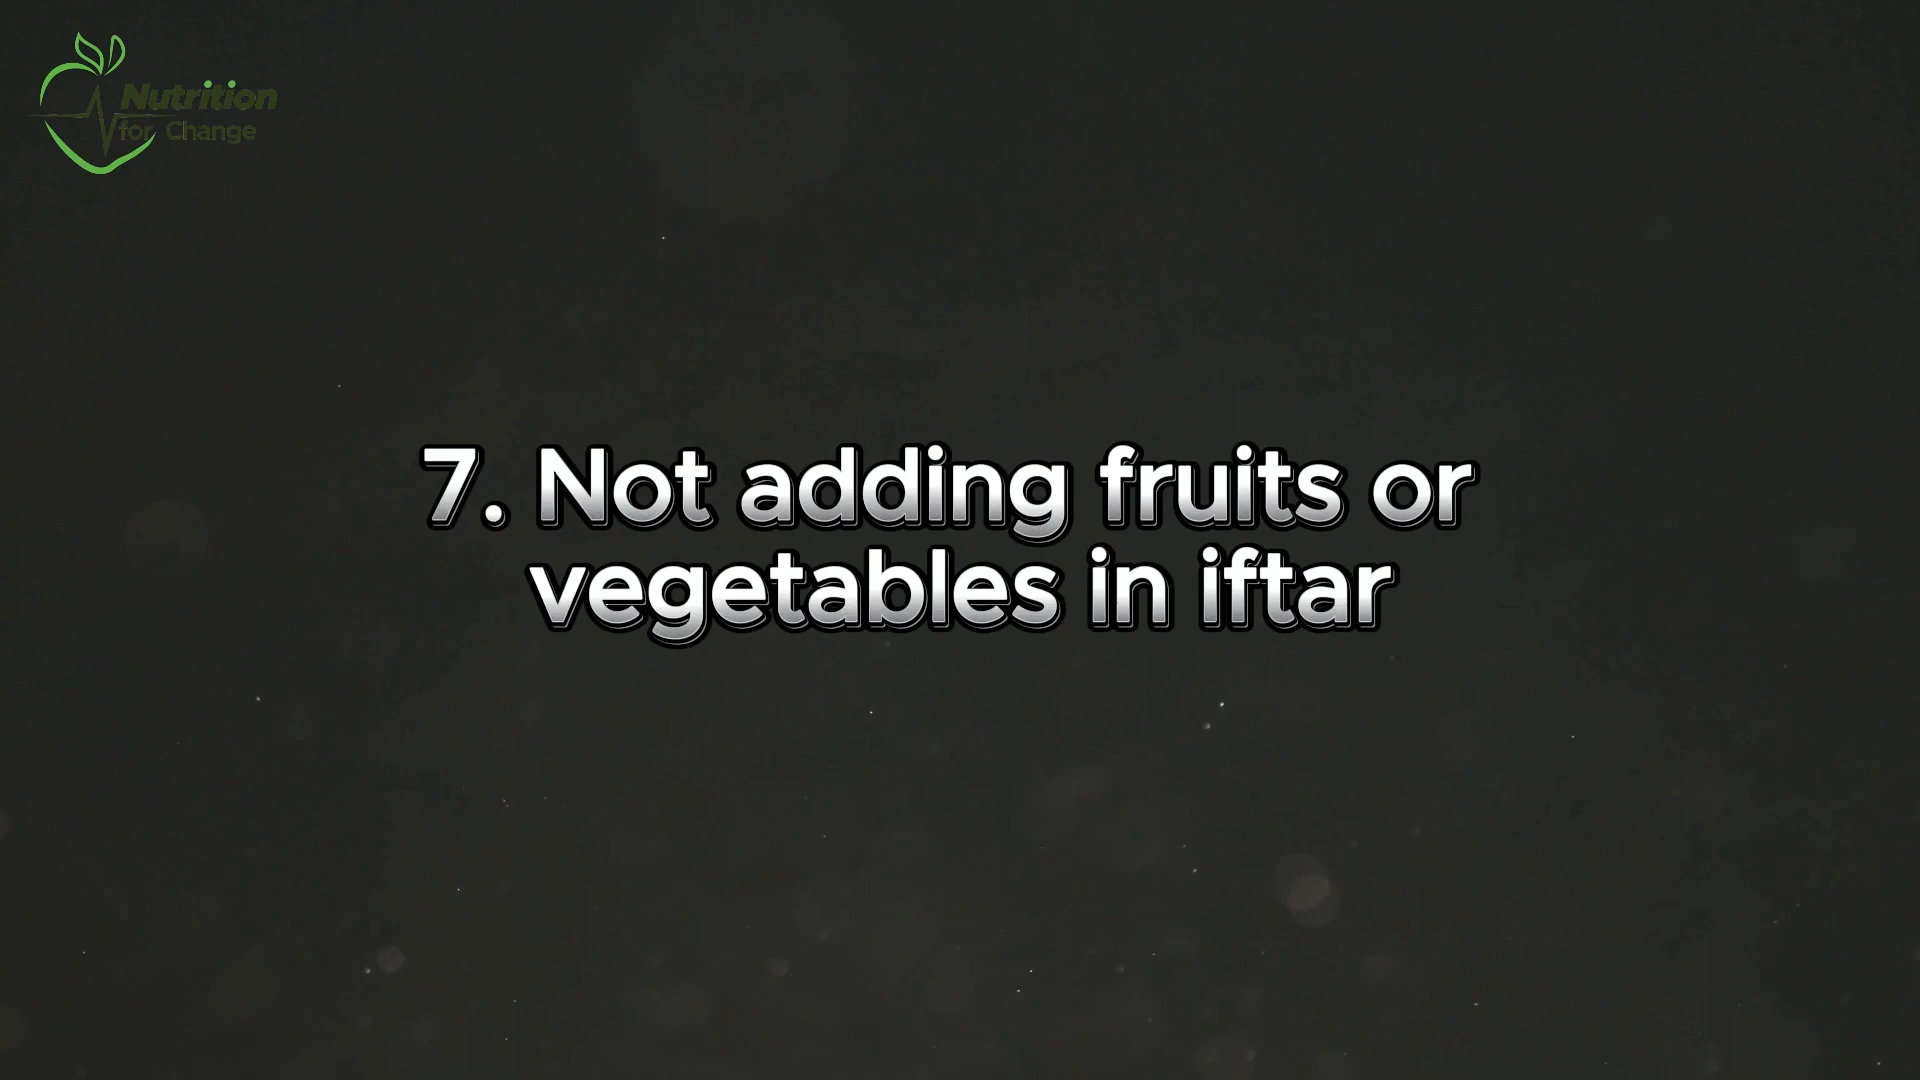 Nutrition
for Change
7. Not adding fruits or
vegetables in iftar